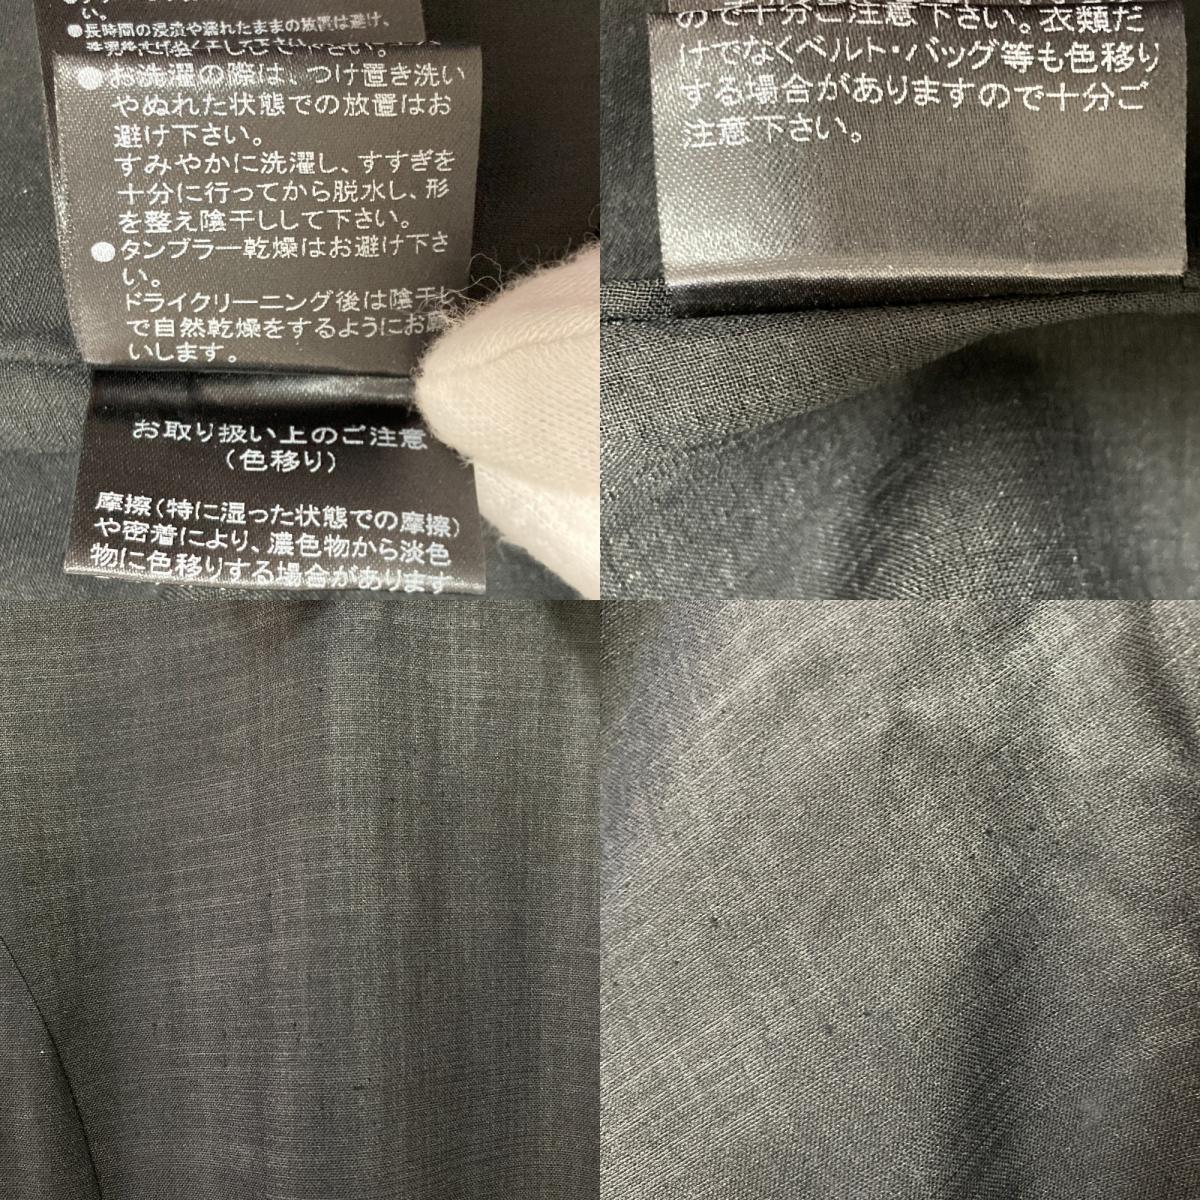 い。
●長時間の浸漬や濡れたままの放置は避け、
●お洗濯の際は、つけ置き洗い
やぬれた状態での放置はお
避け下さい。
すみやかに洗濯し、すすぎを
十分に行ってから脱水し、形
を整え陰干しして下さい。
●タンブラー乾燥はお避け下さ
い。
ドライクリーニング後は陰干し
で自然乾燥をするようにお願
いします。
お取り扱い上のご注意
(色移り)
摩擦(特に湿った状態での摩擦)
や密着により、濃色物から淡色
物に色移りする場合があります
ので十分ご注意下さい。衣類だ
けでなくベルト・バッグ等も色移り
する場合がありますので十分ご
注意下さい。